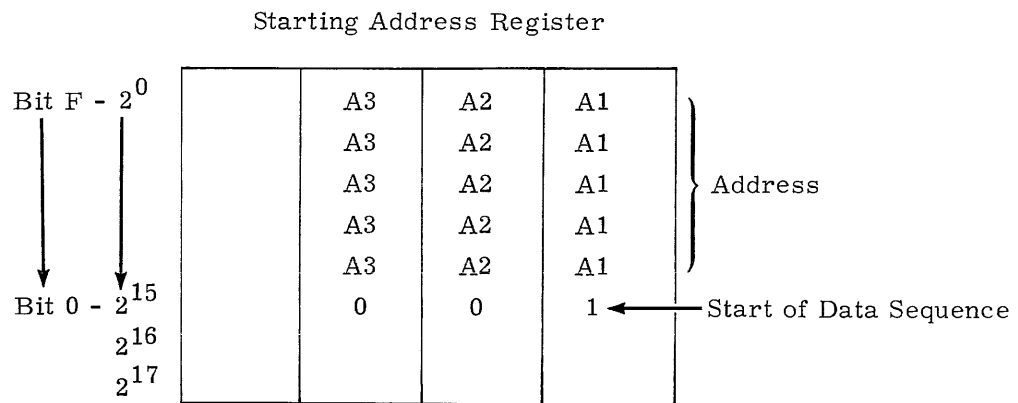 Starting Address Register
Bit F - 2^0 A3 A2 A1
A3 A2 A1
A3 A2 A1 Address
A3 A2 A1
A3 A2 A1
Bit 0 - 2^15 0 0 1 Start of Data Sequence
2^16
2^17